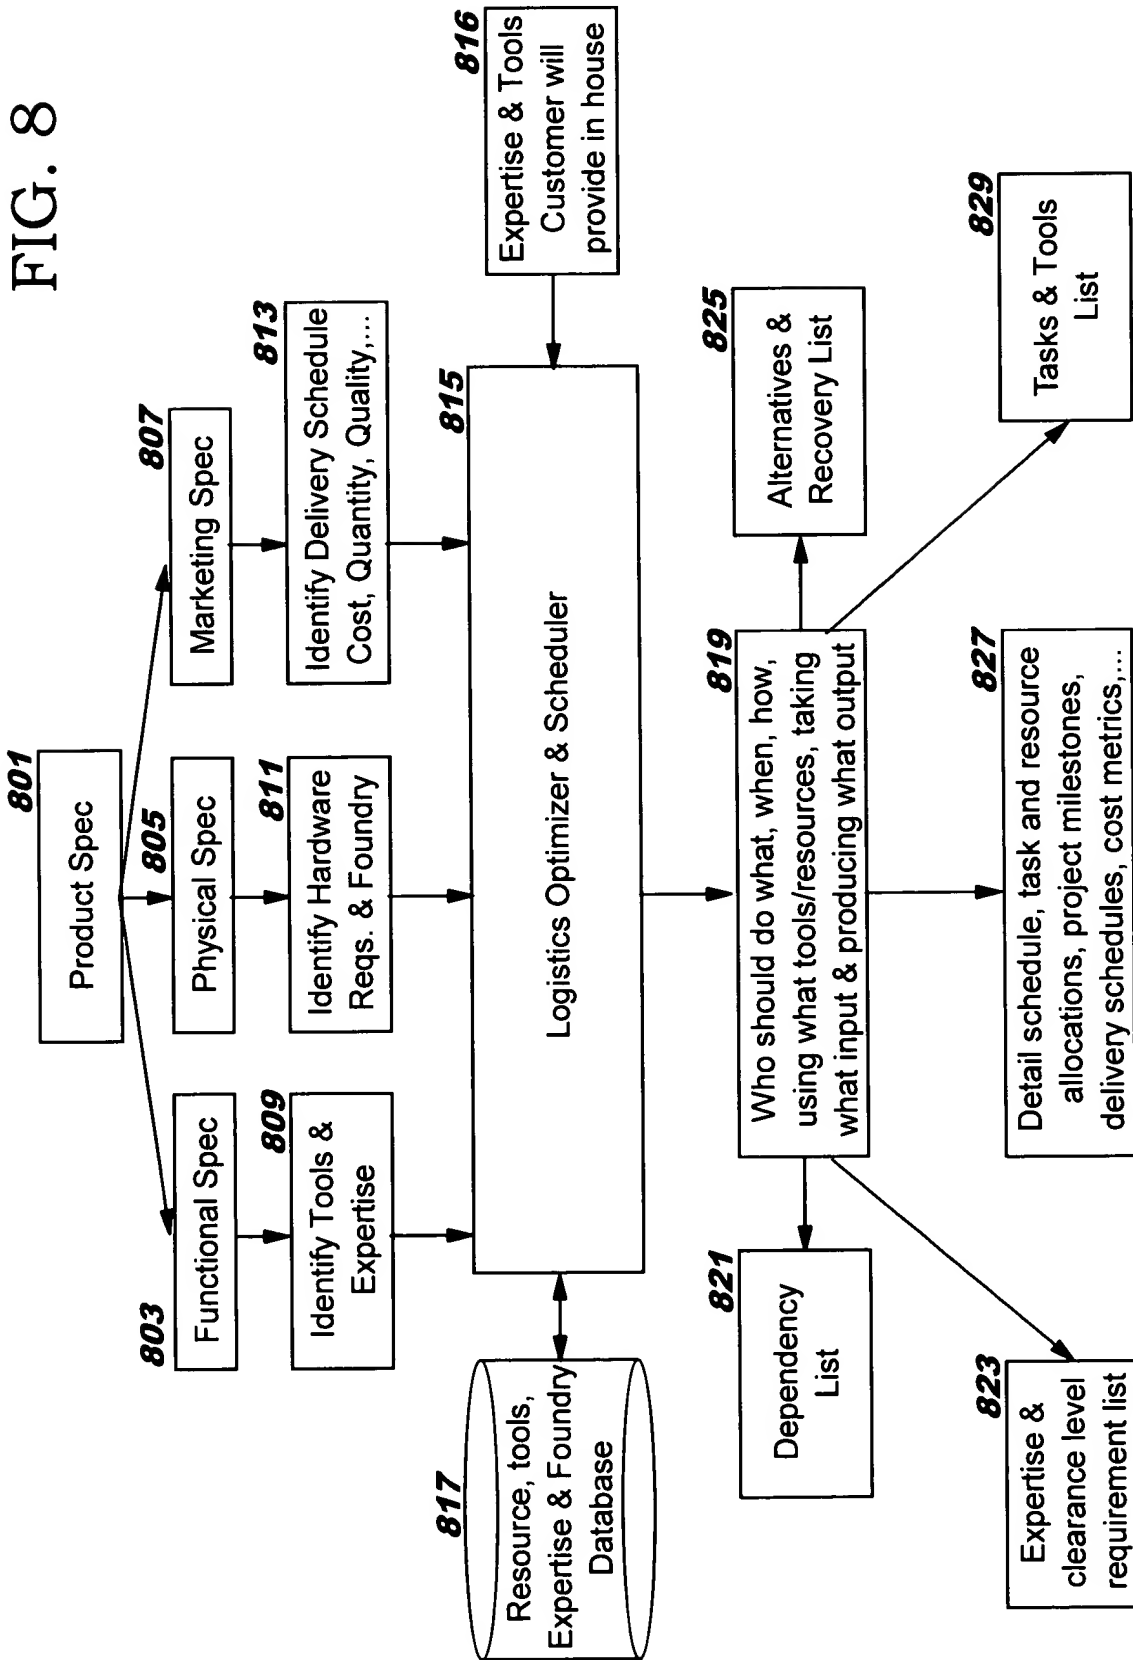 FIG. 8
801
Product Spec
803
Functional Spec
805
Physical Spec
807
Marketing Spec
809
Identify Tools &
Expertise
811
Identify Hardware
Reqs. & Foundry
813
Identify Delivery Schedule
Cost, Quantity, Quality,...
817
Resource, tools,
Expertise & Foundry
Database
815
Logistics Optimizer & Scheduler
816
Expertise & Tools
Customer will
provide in house
821
Dependency
List
819
Who should do what, when, how,
using what tools/resources, taking
what input & producing what output
825
Alternatives &
Recovery List
823
Expertise &
clearance level
requirement list
827
Detail schedule, task and resource
allocations, project milestones,
delivery schedules, cost metrics,...
829
Tasks & Tools
List